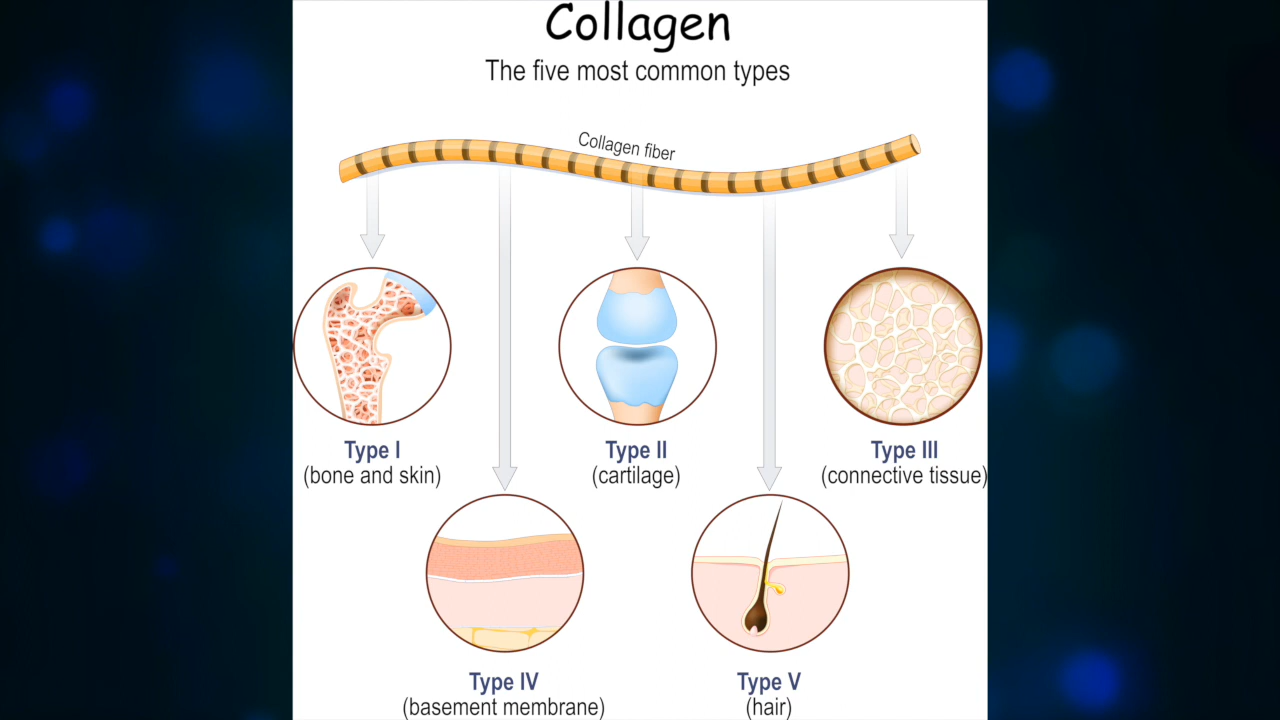 Collagen
The five most common types
Collagen fiber
Type I
(bone and skin)
Type II
(cartilage)
Type III
(connective tissue)
Type IV
(basement membrane)
Type V
(hair)